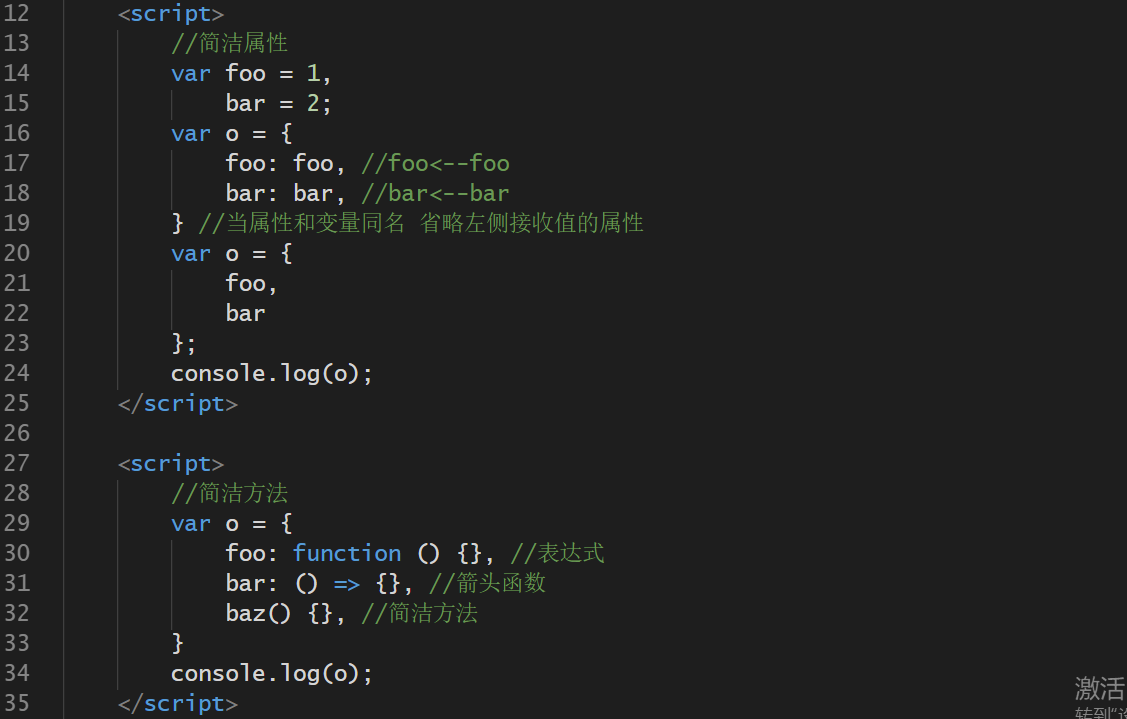 12 <script>
13 //简洁属性
14 var foo = 1,
15 bar = 2;
16 var o = {
17 foo: foo, //foo<--foo
18 bar: bar, //bar<--bar
19 } //当属性和变量同名 省略左侧接收值的属性
20 var o = {
21 foo,
22 bar
23 };
24 console.log(o);
25 </script>
26
27 <script>
28 //简洁方法
29 var o = {
30 foo: function () {}, //表达式
31 bar: () => {}, //箭头函数
32 baz() {}, //简洁方法
33 }
34 console.log(o);
35 </script>
激活
转到"